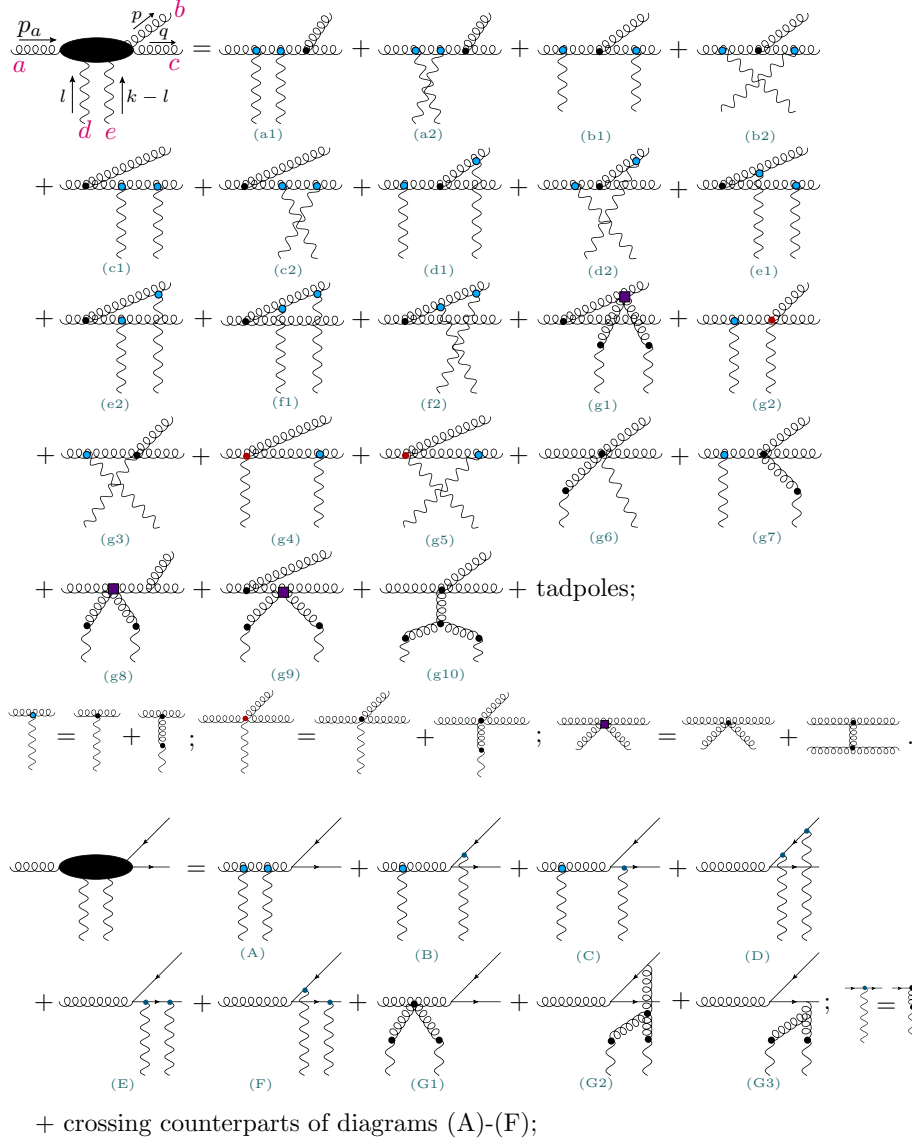 p_a p b
q
a c
l k − l
d e
= + + +
(a1) (a2) (b1) (b2)
+ + + + +
(c1) (c2) (d1) (d2) (e1)
+ + + + +
(e2) (f1) (f2) (g1) (g2)
+ + + + +
(g3) (g4) (g5) (g6) (g7)
+ + + + tadpoles;
(g8) (g9) (g10)
= + ; = + ; = + .
= + + +
(A) (B) (C) (D)
+ + + + + ; =
(E) (F) (G1) (G2) (G3)
+ crossing counterparts of diagrams (A)-(F);